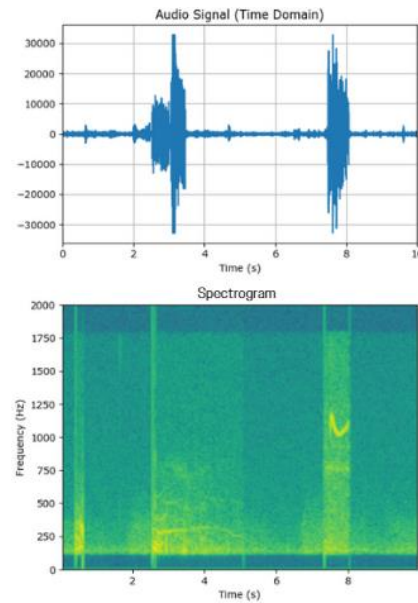 Audio Signal (Time Domain)
30000
20000
10000
0
-10000
-20000
-30000
0 2 4 6 8 10
Time (s)
Spectrogram
2000
1750
1500
1250
1000
750
500
250
0
Frequency (Hz)
2 4 6 8
Time (s)